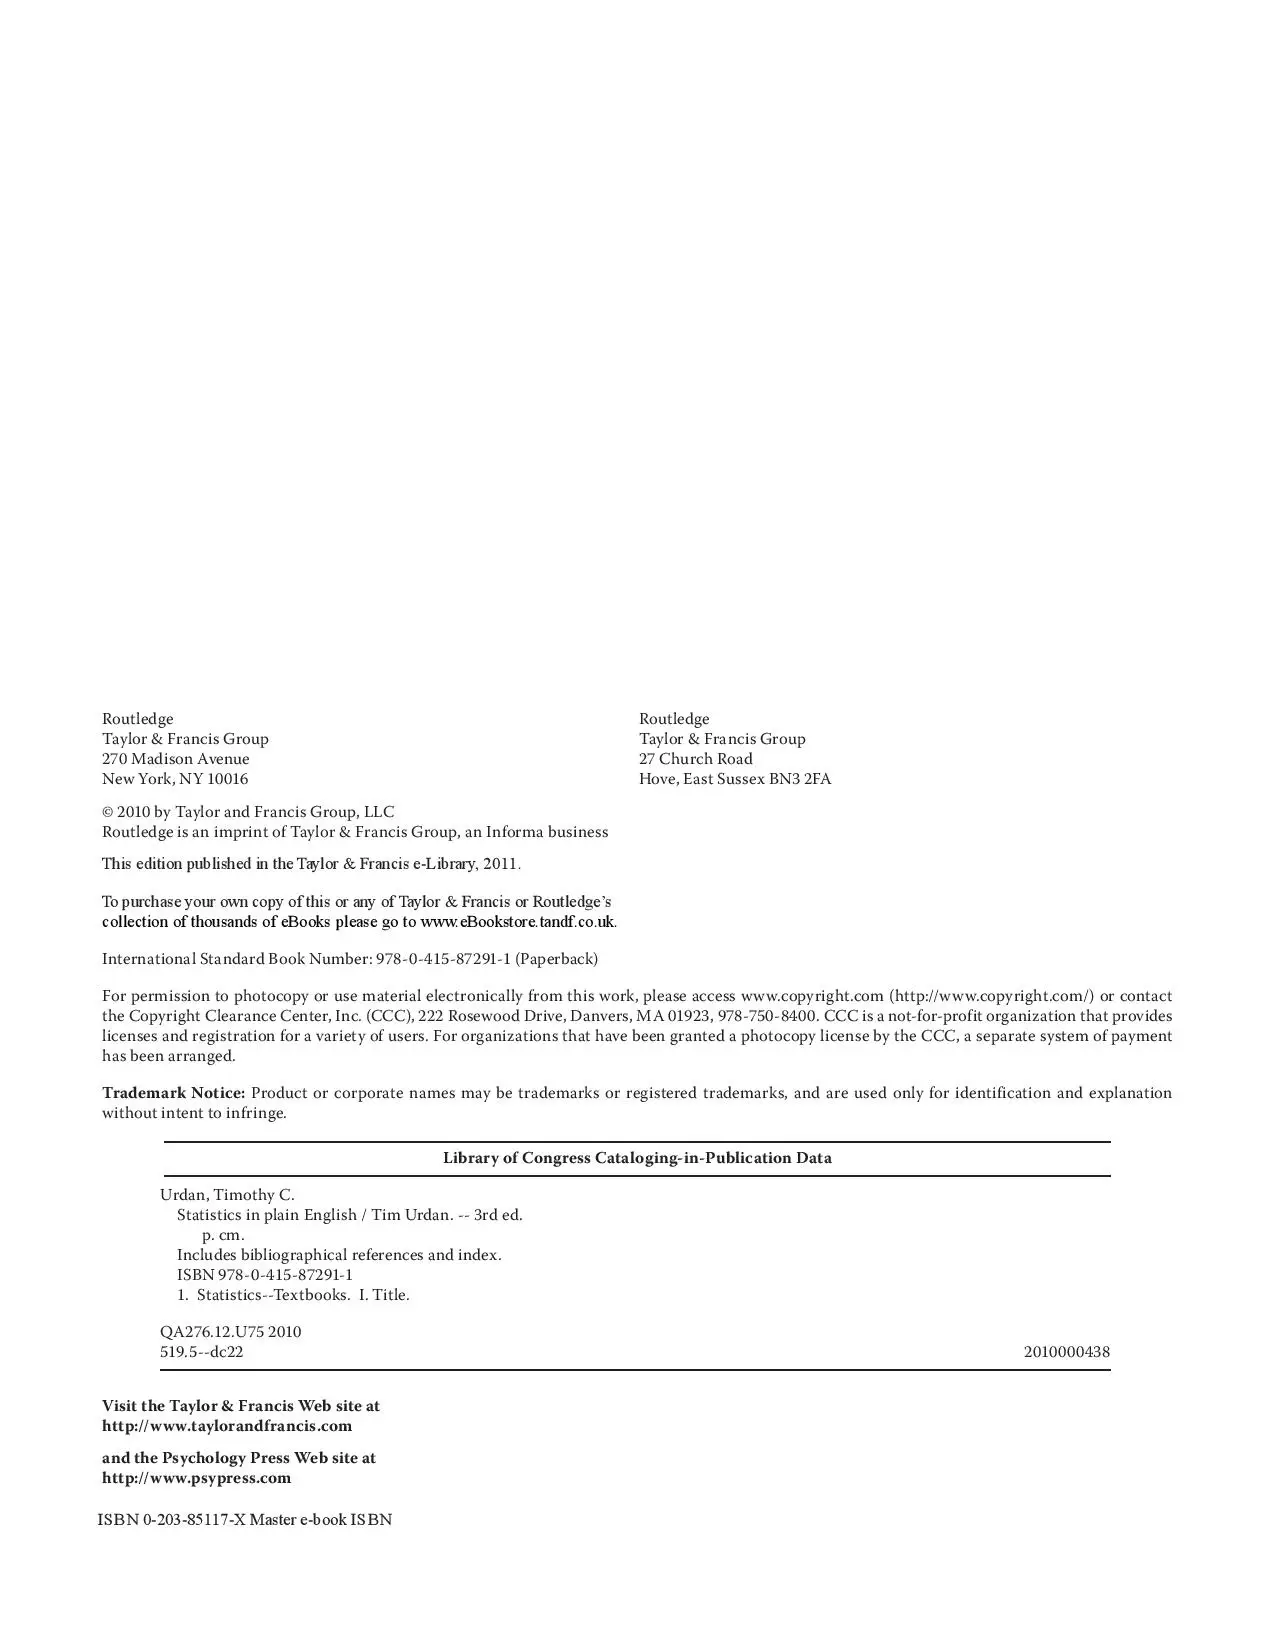 Routledge
Taylor & Francis Group
270 Madison Avenue
New York, NY 10016
Routledge
Taylor & Francis Group
27 Church Road
Hove, East Sussex BN3 2FA
© 2010 by Taylor and Francis Group, LLC
Routledge is an imprint of Taylor & Francis Group, an Informa business
This edition published in the Taylor & Francis e-Library, 2011.
To purchase your own copy of this or any of Taylor & Francis or Routledge’s
collection of thousands of eBooks please go to www.eBookstore.tandf.co.uk.
International Standard Book Number: 978-0-415-87291-1 (Paperback)
For permission to photocopy or use material electronically from this work, please access www.copyright.com (http://www.copyright.com/) or contact
the Copyright Clearance Center, Inc. (CCC), 222 Rosewood Drive, Danvers, MA 01923, 978-750-8400. CCC is a not-for-profit organization that provides
licenses and registration for a variety of users. For organizations that have been granted a photocopy license by the CCC, a separate system of payment
has been arranged.
Trademark Notice: Product or corporate names may be trademarks or registered trademarks, and are used only for identification and explanation
without intent to infringe.
Library of Congress Cataloging-in-Publication Data
Urdan, Timothy C.
Statistics in plain English / Tim Urdan. -- 3rd ed.
p. cm.
Includes bibliographical references and index.
ISBN 978-0-415-87291-1
1. Statistics--Textbooks. I. Title.
QA276.12.U75 2010
519.5--dc22 2010000438
Visit the Taylor & Francis Web site at
http://www.taylorandfrancis.com
and the Psychology Press Web site at
http://www.psypress.com
ISBN 0-203-85117-X Master e-book ISBN